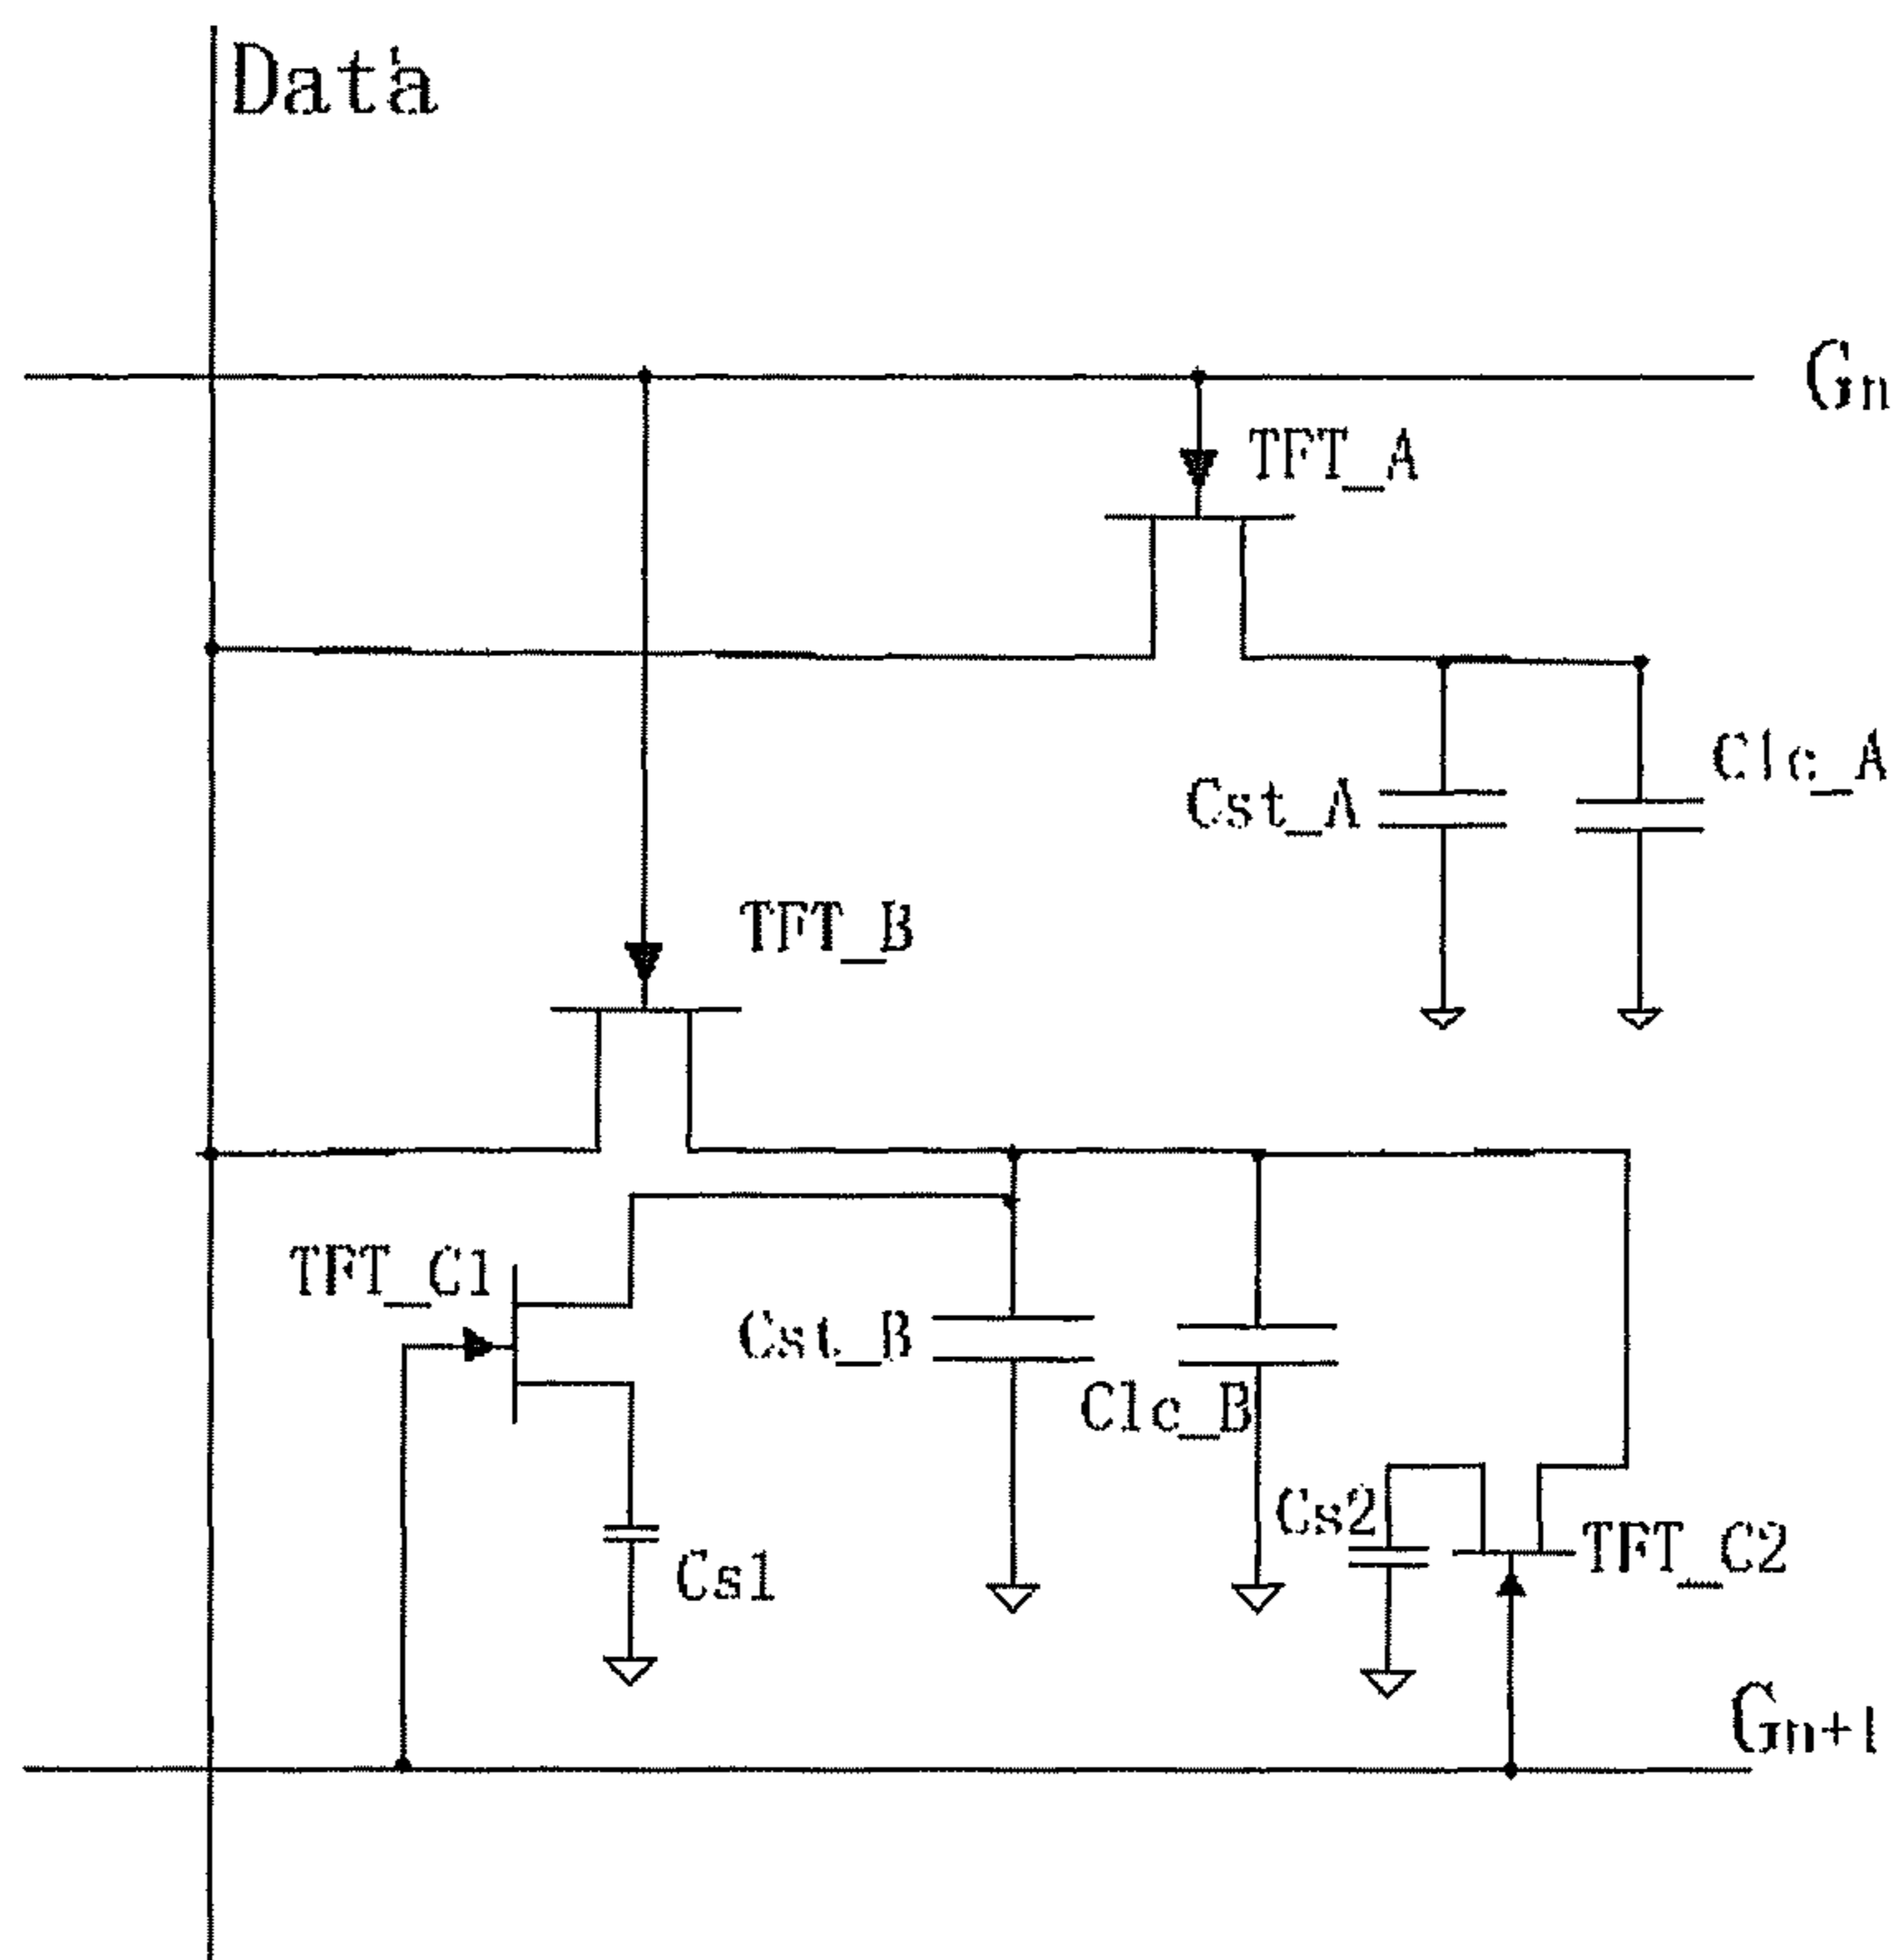 Data
Gn
TFT_A
Clc_A
Cst_A
TFT_B
TFT_C1
Cst_B
Clc_B
Cs2
TFT_C2
Cs1
Gn+1